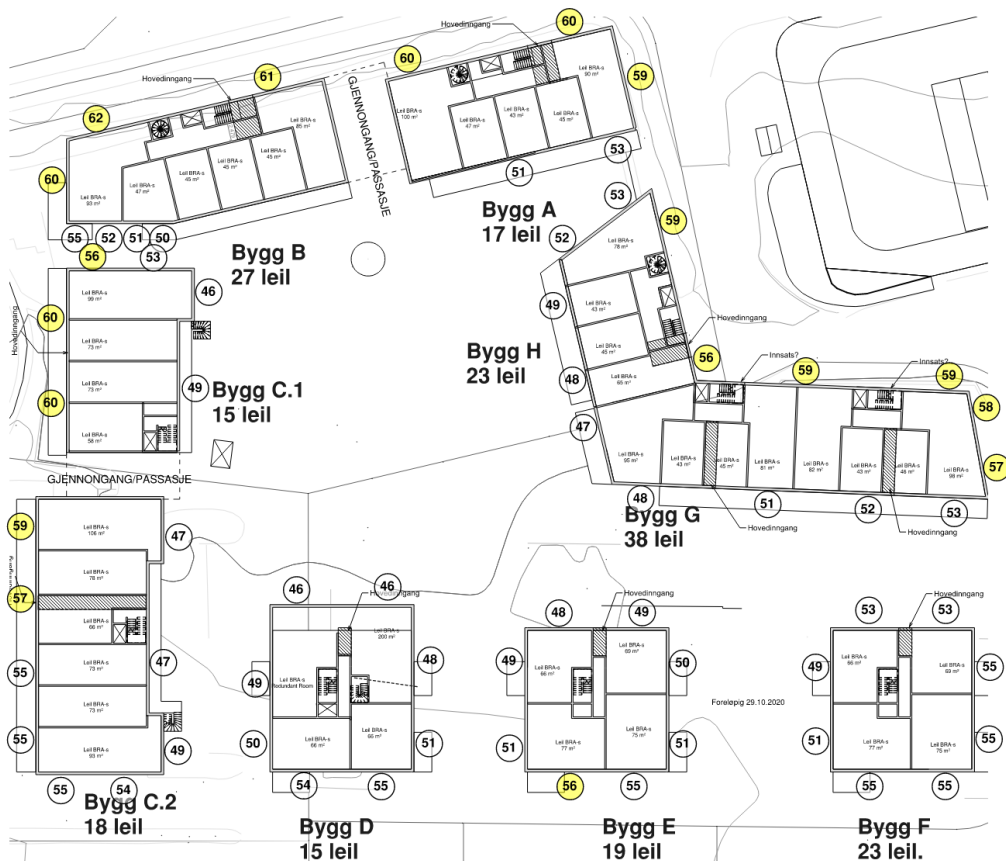 Hovedinngang
60
60
59
Leil BRA-s
90 m²
Leil BRA-s
100 m²
Leil BRA-s
47 m²
Leil BRA-s
43 m²
Leil BRA-s
45 m²
53
51
Bygg A
17 leil
GJENNONGANG/PASSASJE
Hovedinngang
61
62
60
Leil BRA-s
85 m²
Leil BRA-s
45 m²
Leil BRA-s
45 m²
Leil BRA-s
45 m²
Leil BRA-s
47 m²
Leil BRA-s
93 m²
55
52
51
50
56
53
Bygg B
27 leil
46
Leil BRA-s
98 m²
60
Hovedinngang
Leil BRA-s
73 m²
Leil BRA-s
73 m²
49
60
Leil BRA-s
58 m²
Bygg C.1
15 leil
GJENNONGANG/PASSASJE
53
59
52
Leil BRA-s
78 m²
49
Leil BRA-s
43 m²
Leil BRA-s
45 m²
Hovedinngang
Bygg H
23 leil
56
48
Leil BRA-s
65 m²
47
Innsats?
59
Innsats?
59
58
57
Leil BRA-s
95 m²
Leil BRA-s
43 m²
Leil BRA-s
45 m²
Leil BRA-s
81 m²
Leil BRA-s
82 m²
Leil BRA-s
43 m²
Leil BRA-s
48 m²
Leil BRA-s
98 m²
48
51
52
53
Hovedinngang
Hovedinngang
Bygg G
38 leil
59
Leil BRA-s
106 m²
47
Leil BRA-s
78 m²
57
Leil BRA-s
66 m²
55
Leil BRA-s
73 m²
47
Leil BRA-s
73 m²
55
Leil BRA-s
93 m²
49
55
54
Bygg C.2
18 leil
46
46
Hovedinngang
Leil BRA-s
200 m²
48
49
Leil BRA-s
Redundant Room
50
Leil BRA-s
66 m²
Leil BRA-s
65 m²
51
54
55
Bygg D
15 leil
48
49
Hovedinngang
49
Leil BRA-s
66 m²
Leil BRA-s
69 m²
50
51
Leil BRA-s
77 m²
Leil BRA-s
75 m²
51
56
55
Bygg E
19 leil
Foreløpig 29.10.2020
53
53
Hovedinngang
49
Leil BRA-s
66 m²
Leil BRA-s
69 m²
55
51
Leil BRA-s
77 m²
Leil BRA-s
75 m²
55
55
55
Bygg F
23 leil.